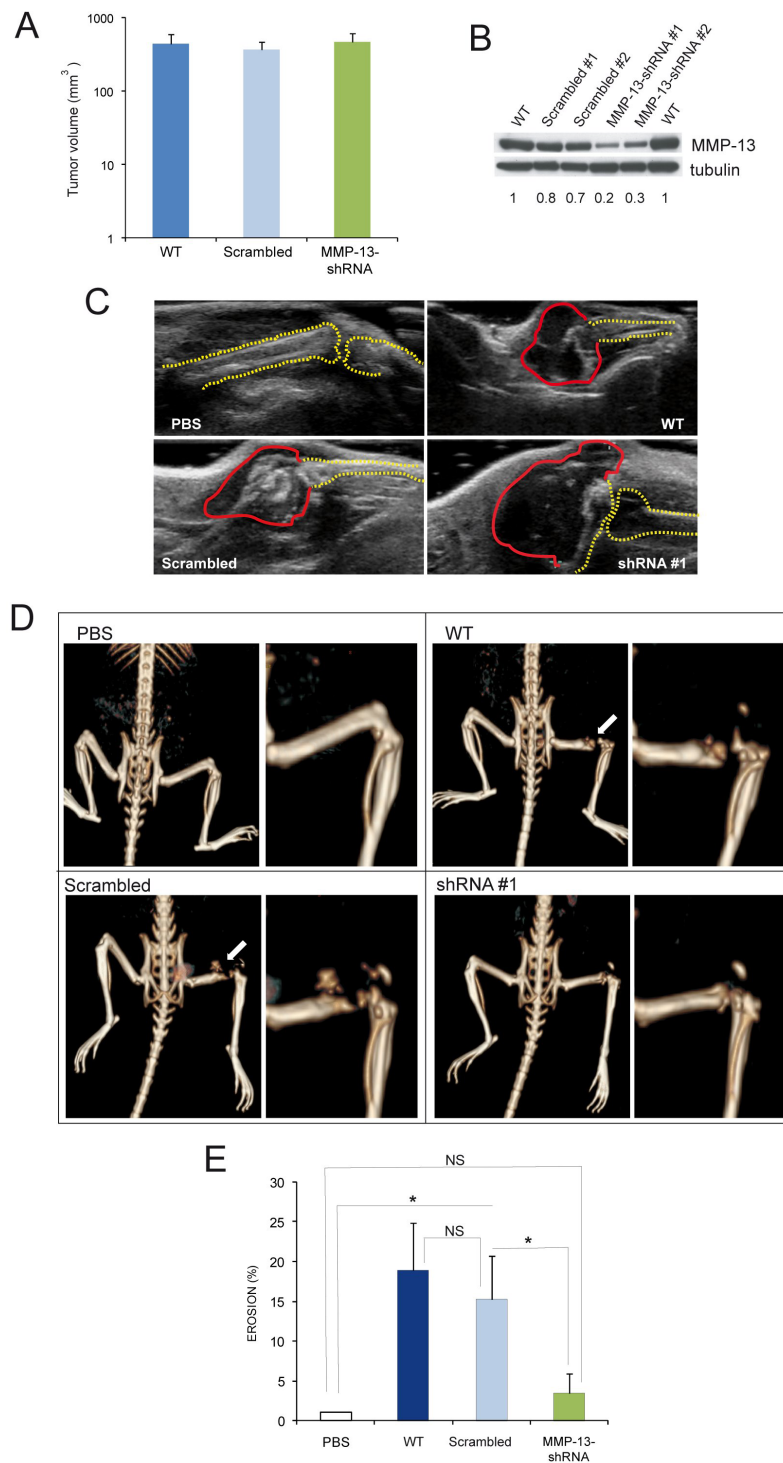 A
Tumor volume (mm³)
1000
100
10
1
WT
Scrambled
MMP-13-
shRNA
B
WT
Scrambled #1
Scrambled #2
MMP-13-shRNA #1
MMP-13-shRNA #2
WT
MMP-13
tubulin
1 0.8 0.7 0.2 0.3 1
C
PBS
WT
Scrambled
shRNA #1
D
PBS
WT
Scrambled
shRNA #1
E
EROSION (%)
30
25
20
15
10
5
0
NS
*
NS
*
PBS
WT
Scrambled
MMP-13-
shRNA